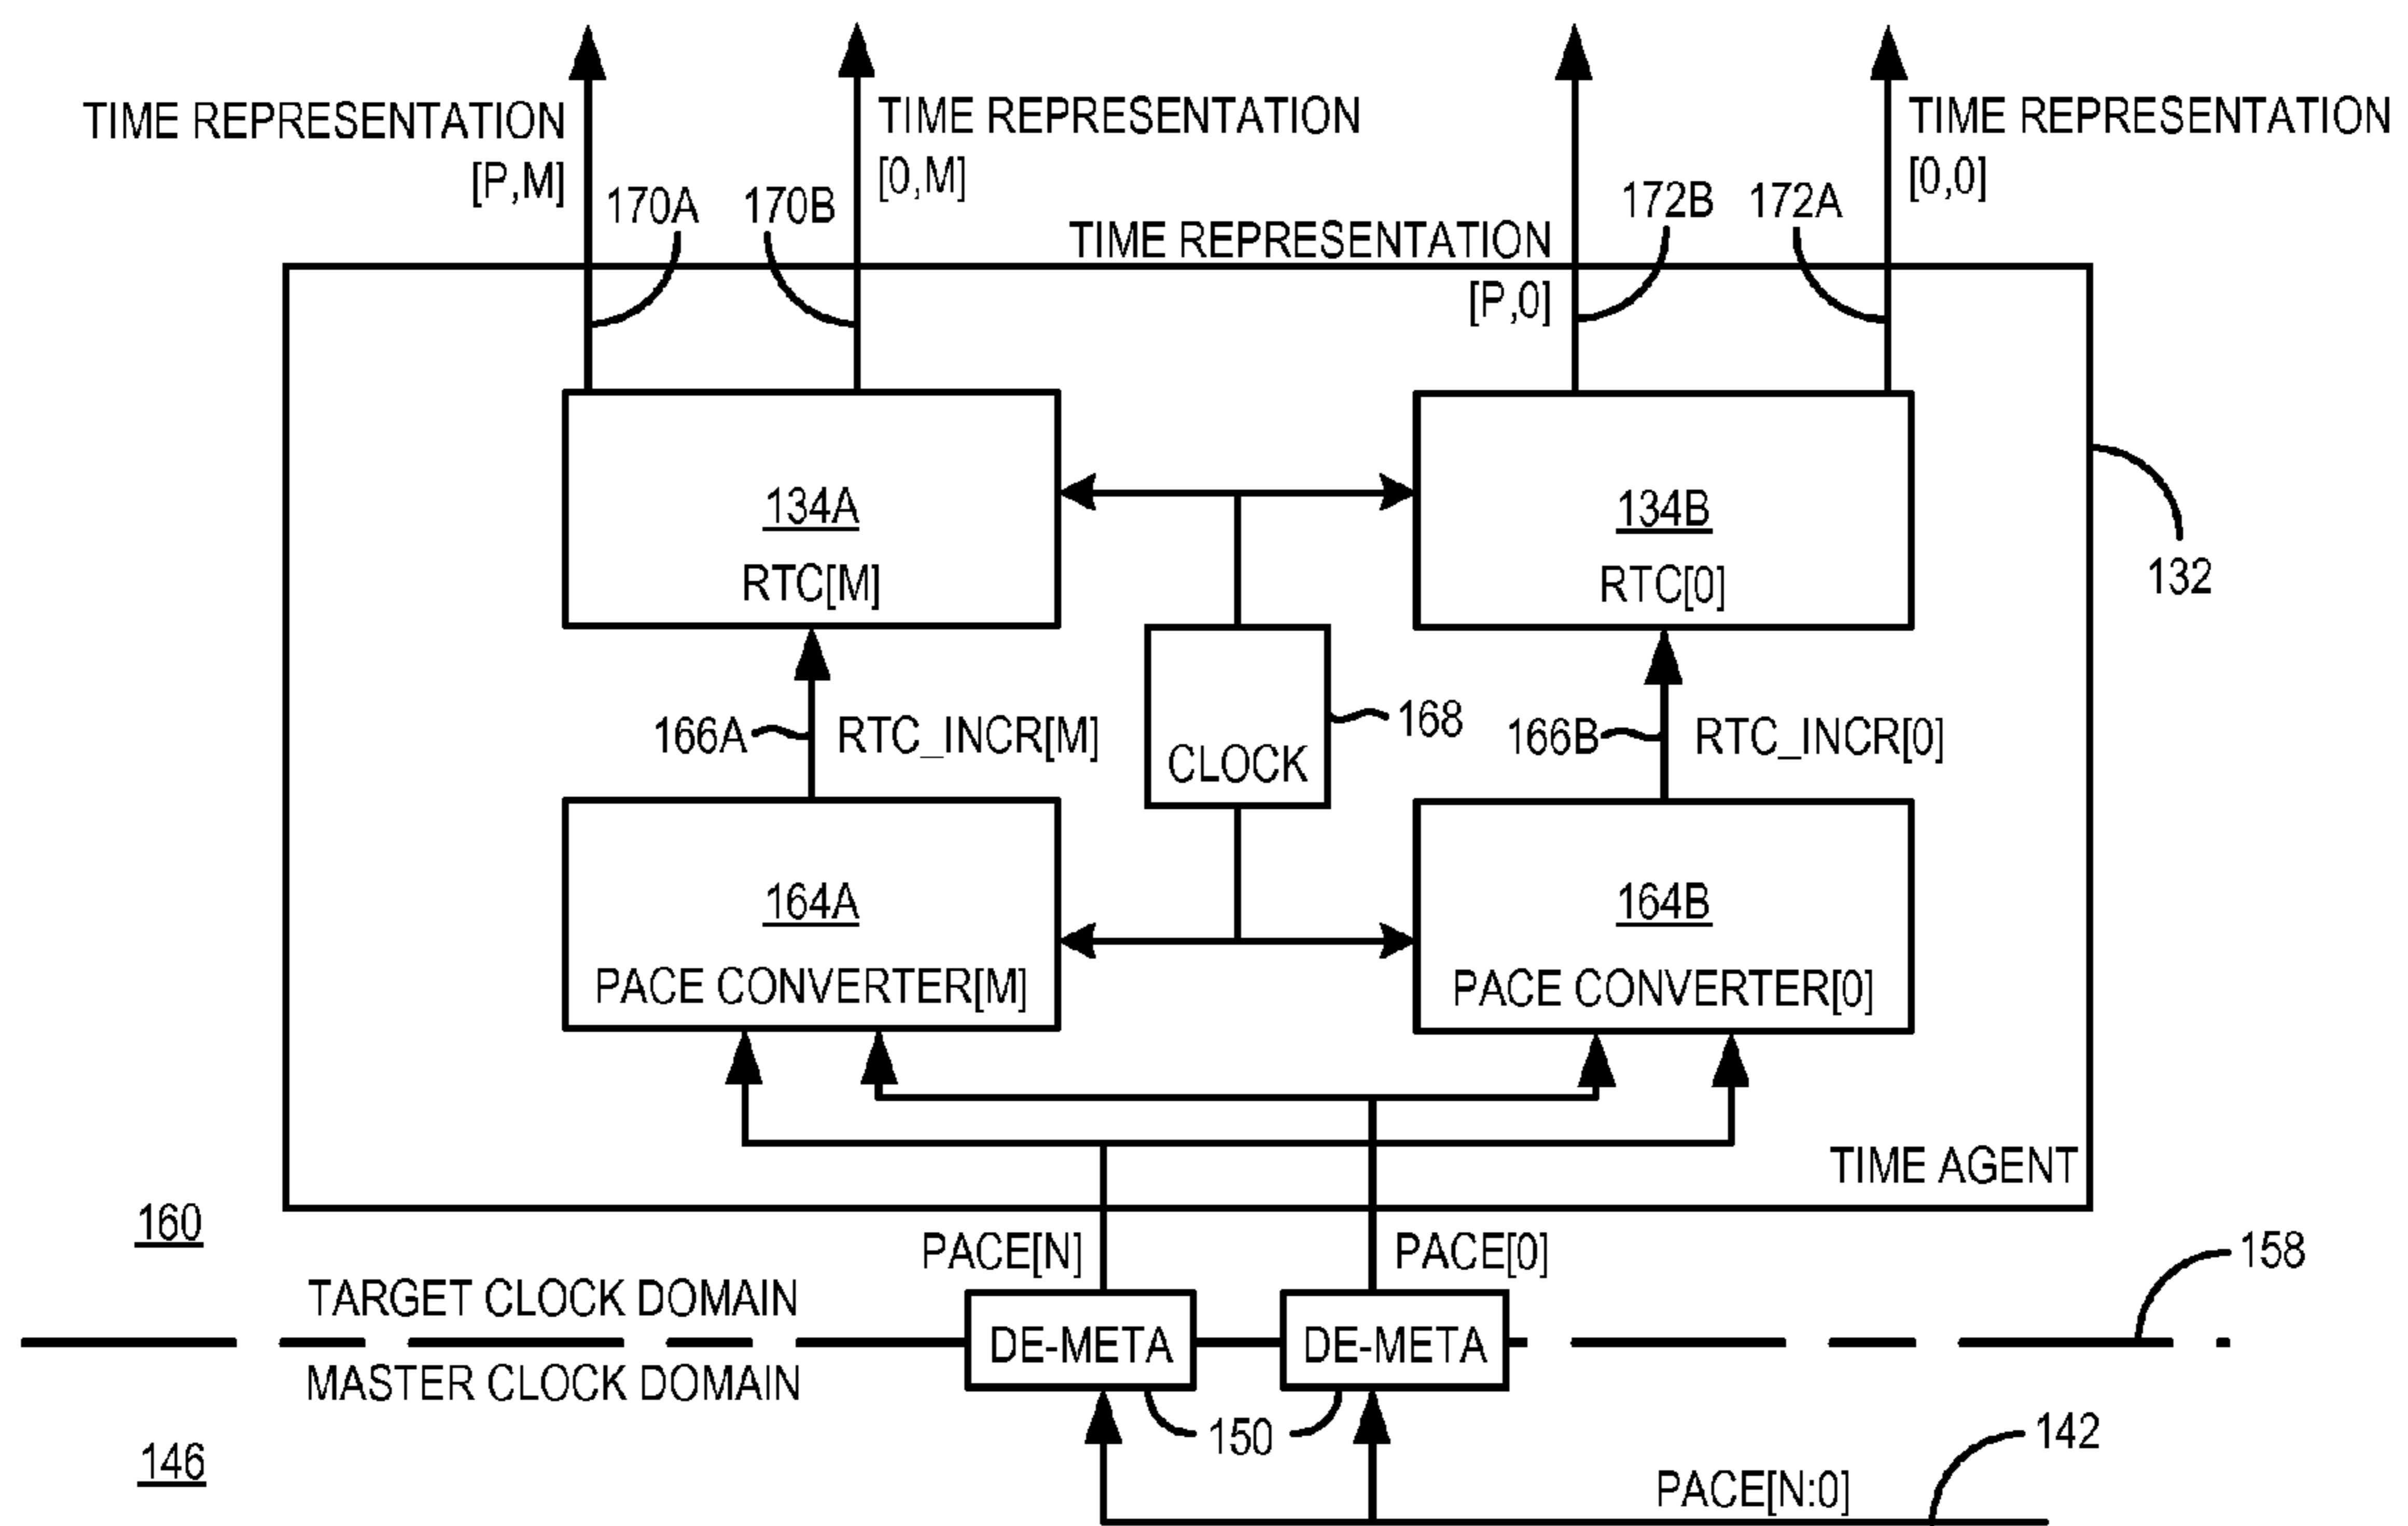 TIME REPRESENTATION
[P,M]
TIME REPRESENTATION
[0,M]
TIME REPRESENTATION
[0,0]
170A
170B
172B
172A
TIME REPRESENTATION
[P,0]
134A
RTC[M]
134B
RTC[0]
132
166A
RTC_INCR[M]
168
CLOCK
166B
RTC_INCR[0]
164A
PACE CONVERTER[M]
164B
PACE CONVERTER[0]
TIME AGENT
160
PACE[N]
PACE[0]
158
TARGET CLOCK DOMAIN
DE-META
DE-META
MASTER CLOCK DOMAIN
150
142
146
PACE[N:0]